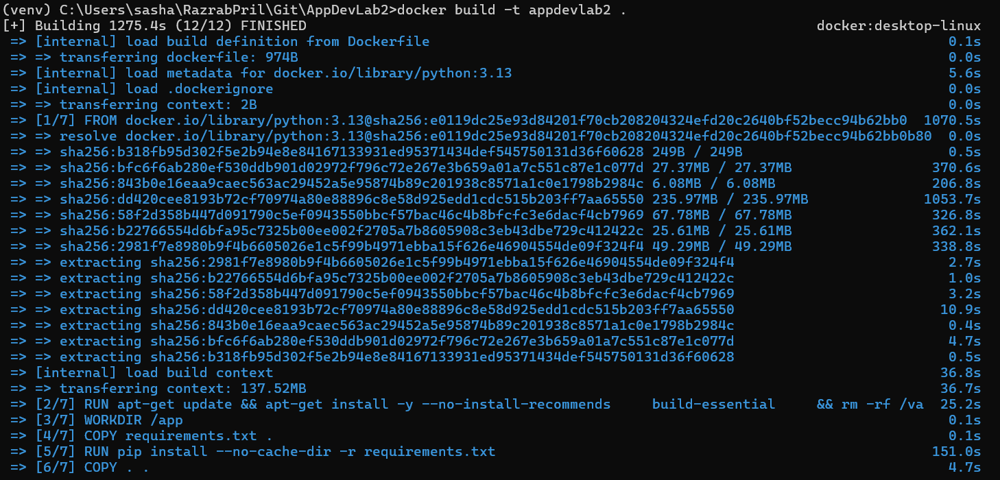 (venv) C:\Users\sasha\RazrabPril\Git\AppDevLab2>docker build -t appdevlab2 .
[+] Building 1275.4s (12/12) FINISHED docker:desktop-linux
=> [internal] load build definition from Dockerfile 0.1s
=> => transferring dockerfile: 974B 0.0s
=> [internal] load metadata for docker.io/library/python:3.13 5.6s
=> [internal] load .dockerignore 0.0s
=> => transferring context: 2B 0.0s
=> [1/7] FROM docker.io/library/python:3.13@sha256:e0119dc25e93d84201f70cb208204324efd20c2640bf52becc94b62bb0 1070.5s
=> => resolve docker.io/library/python:3.13@sha256:e0119dc25e93d84201f70cb208204324efd20c2640bf52becc94b62bb0b80 0.0s
=> => sha256:b318fb95d302f5e2b94e8e84167133931ed95371434def545750131d36f60628 249B / 249B 0.5s
=> => sha256:bfc6f6ab280ef530ddb901d02972f796c72e267e3b659a01a7c551c87e1c077d 27.37MB / 27.37MB 370.6s
=> => sha256:843b0e16eaa9caec563ac29452a5e95874b89c201938c8571a1c0e1798b2984c 6.08MB / 6.08MB 206.8s
=> => sha256:dd420cee8193b72cf70974a80e88896c8e58d925edd1cdc515b203ff7aa65550 235.97MB / 235.97MB 1053.7s
=> => sha256:58f2d358b447d091790c5ef0943550bbcf57bac46c4b8bfcfc3e6dacf4cb7969 67.78MB / 67.78MB 326.8s
=> => sha256:b22766554d6bfa95c7325b00ee002f2705a7b8605908c3eb43dbe729c412422c 25.61MB / 25.61MB 362.1s
=> => sha256:2981f7e8980b9f4b6605026e1c5f99b4971ebba15f626e46904554de09f324f4 49.29MB / 49.29MB 338.8s
=> => extracting sha256:2981f7e8980b9f4b6605026e1c5f99b4971ebba15f626e46904554de09f324f4 2.7s
=> => extracting sha256:b22766554d6bfa95c7325b00ee002f2705a7b8605908c3eb43dbe729c412422c 1.0s
=> => extracting sha256:58f2d358b447d091790c5ef0943550bbcf57bac46c4b8bfcfc3e6dacf4cb7969 3.2s
=> => extracting sha256:dd420cee8193b72cf70974a80e88896c8e58d925edd1cdc515b203ff7aa65550 10.9s
=> => extracting sha256:843b0e16eaa9caec563ac29452a5e95874b89c201938c8571a1c0e1798b2984c 0.4s
=> => extracting sha256:bfc6f6ab280ef530ddb901d02972f796c72e267e3b659a01a7c551c87e1c077d 4.7s
=> => extracting sha256:b318fb95d302f5e2b94e8e84167133931ed95371434def545750131d36f60628 0.5s
=> [internal] load build context 36.8s
=> => transferring context: 137.52MB 36.7s
=> [2/7] RUN apt-get update && apt-get install -y --no-install-recommends build-essential && rm -rf /va 25.2s
=> [3/7] WORKDIR /app 0.1s
=> [4/7] COPY requirements.txt . 0.1s
=> [5/7] RUN pip install --no-cache-dir -r requirements.txt 151.0s
=> [6/7] COPY . . 4.7s